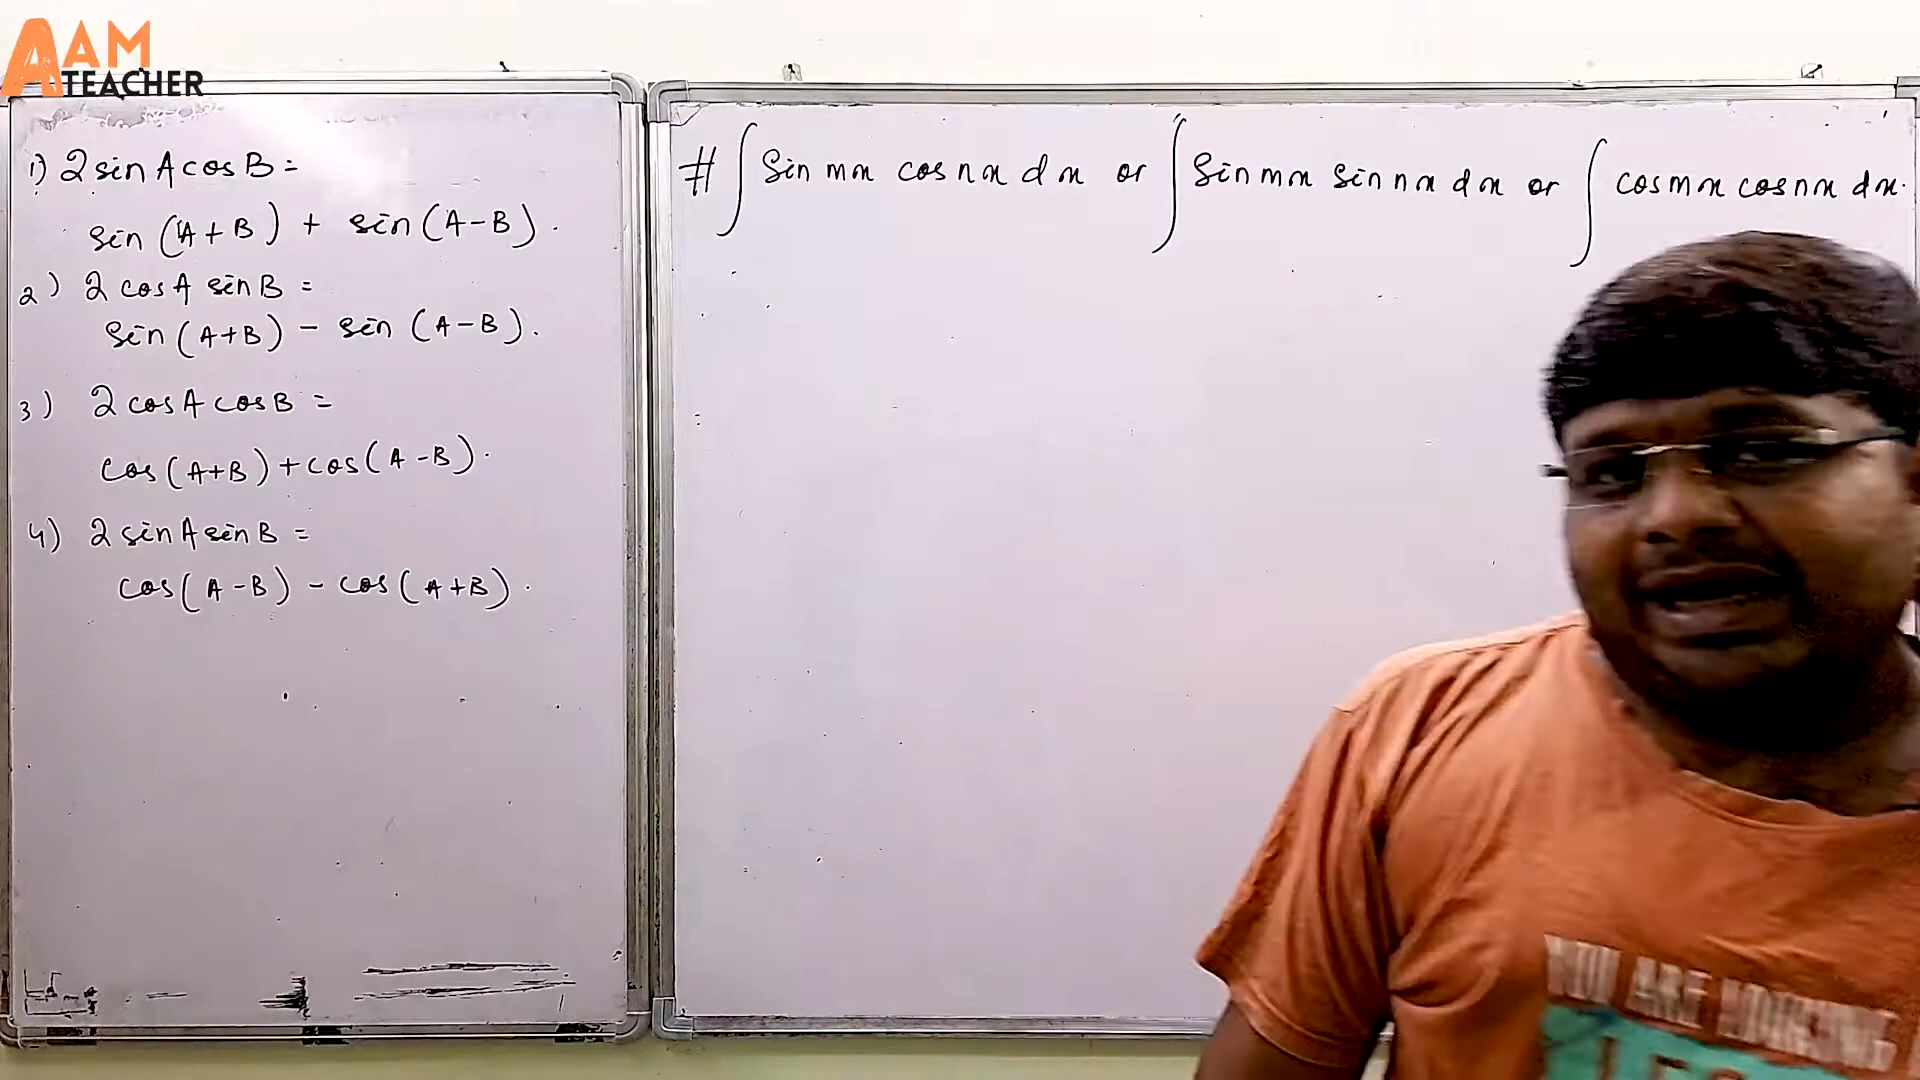 AAM
TEACHER
1) 2 sin A cos B =
sin (A+B) + sin (A-B).
2) 2 cos A sin B =
sin (A+B) - sin (A-B).
3) 2 cos A cos B =
cos (A+B) + cos (A-B).
4) 2 sin A sin B =
cos (A-B) - cos (A+B).
# ∫ sin mx cos nx dx or ∫ sin mx sin nx dx or ∫ cos mx cos nx dx.
YOU ARE